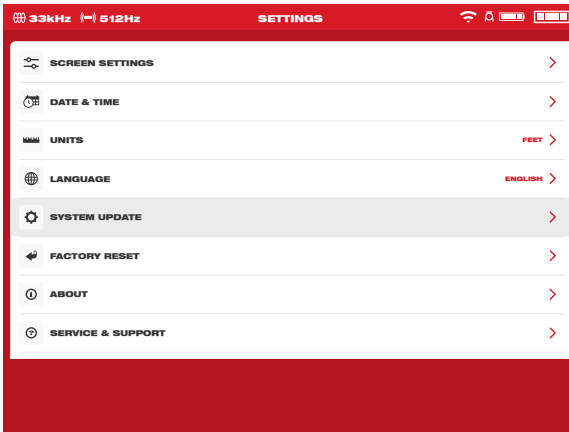 33kHz 512Hz SETTINGS
SCREEN SETTINGS
DATE & TIME
UNITS FEET
LANGUAGE ENGLISH
SYSTEM UPDATE
FACTORY RESET
ABOUT
SERVICE & SUPPORT